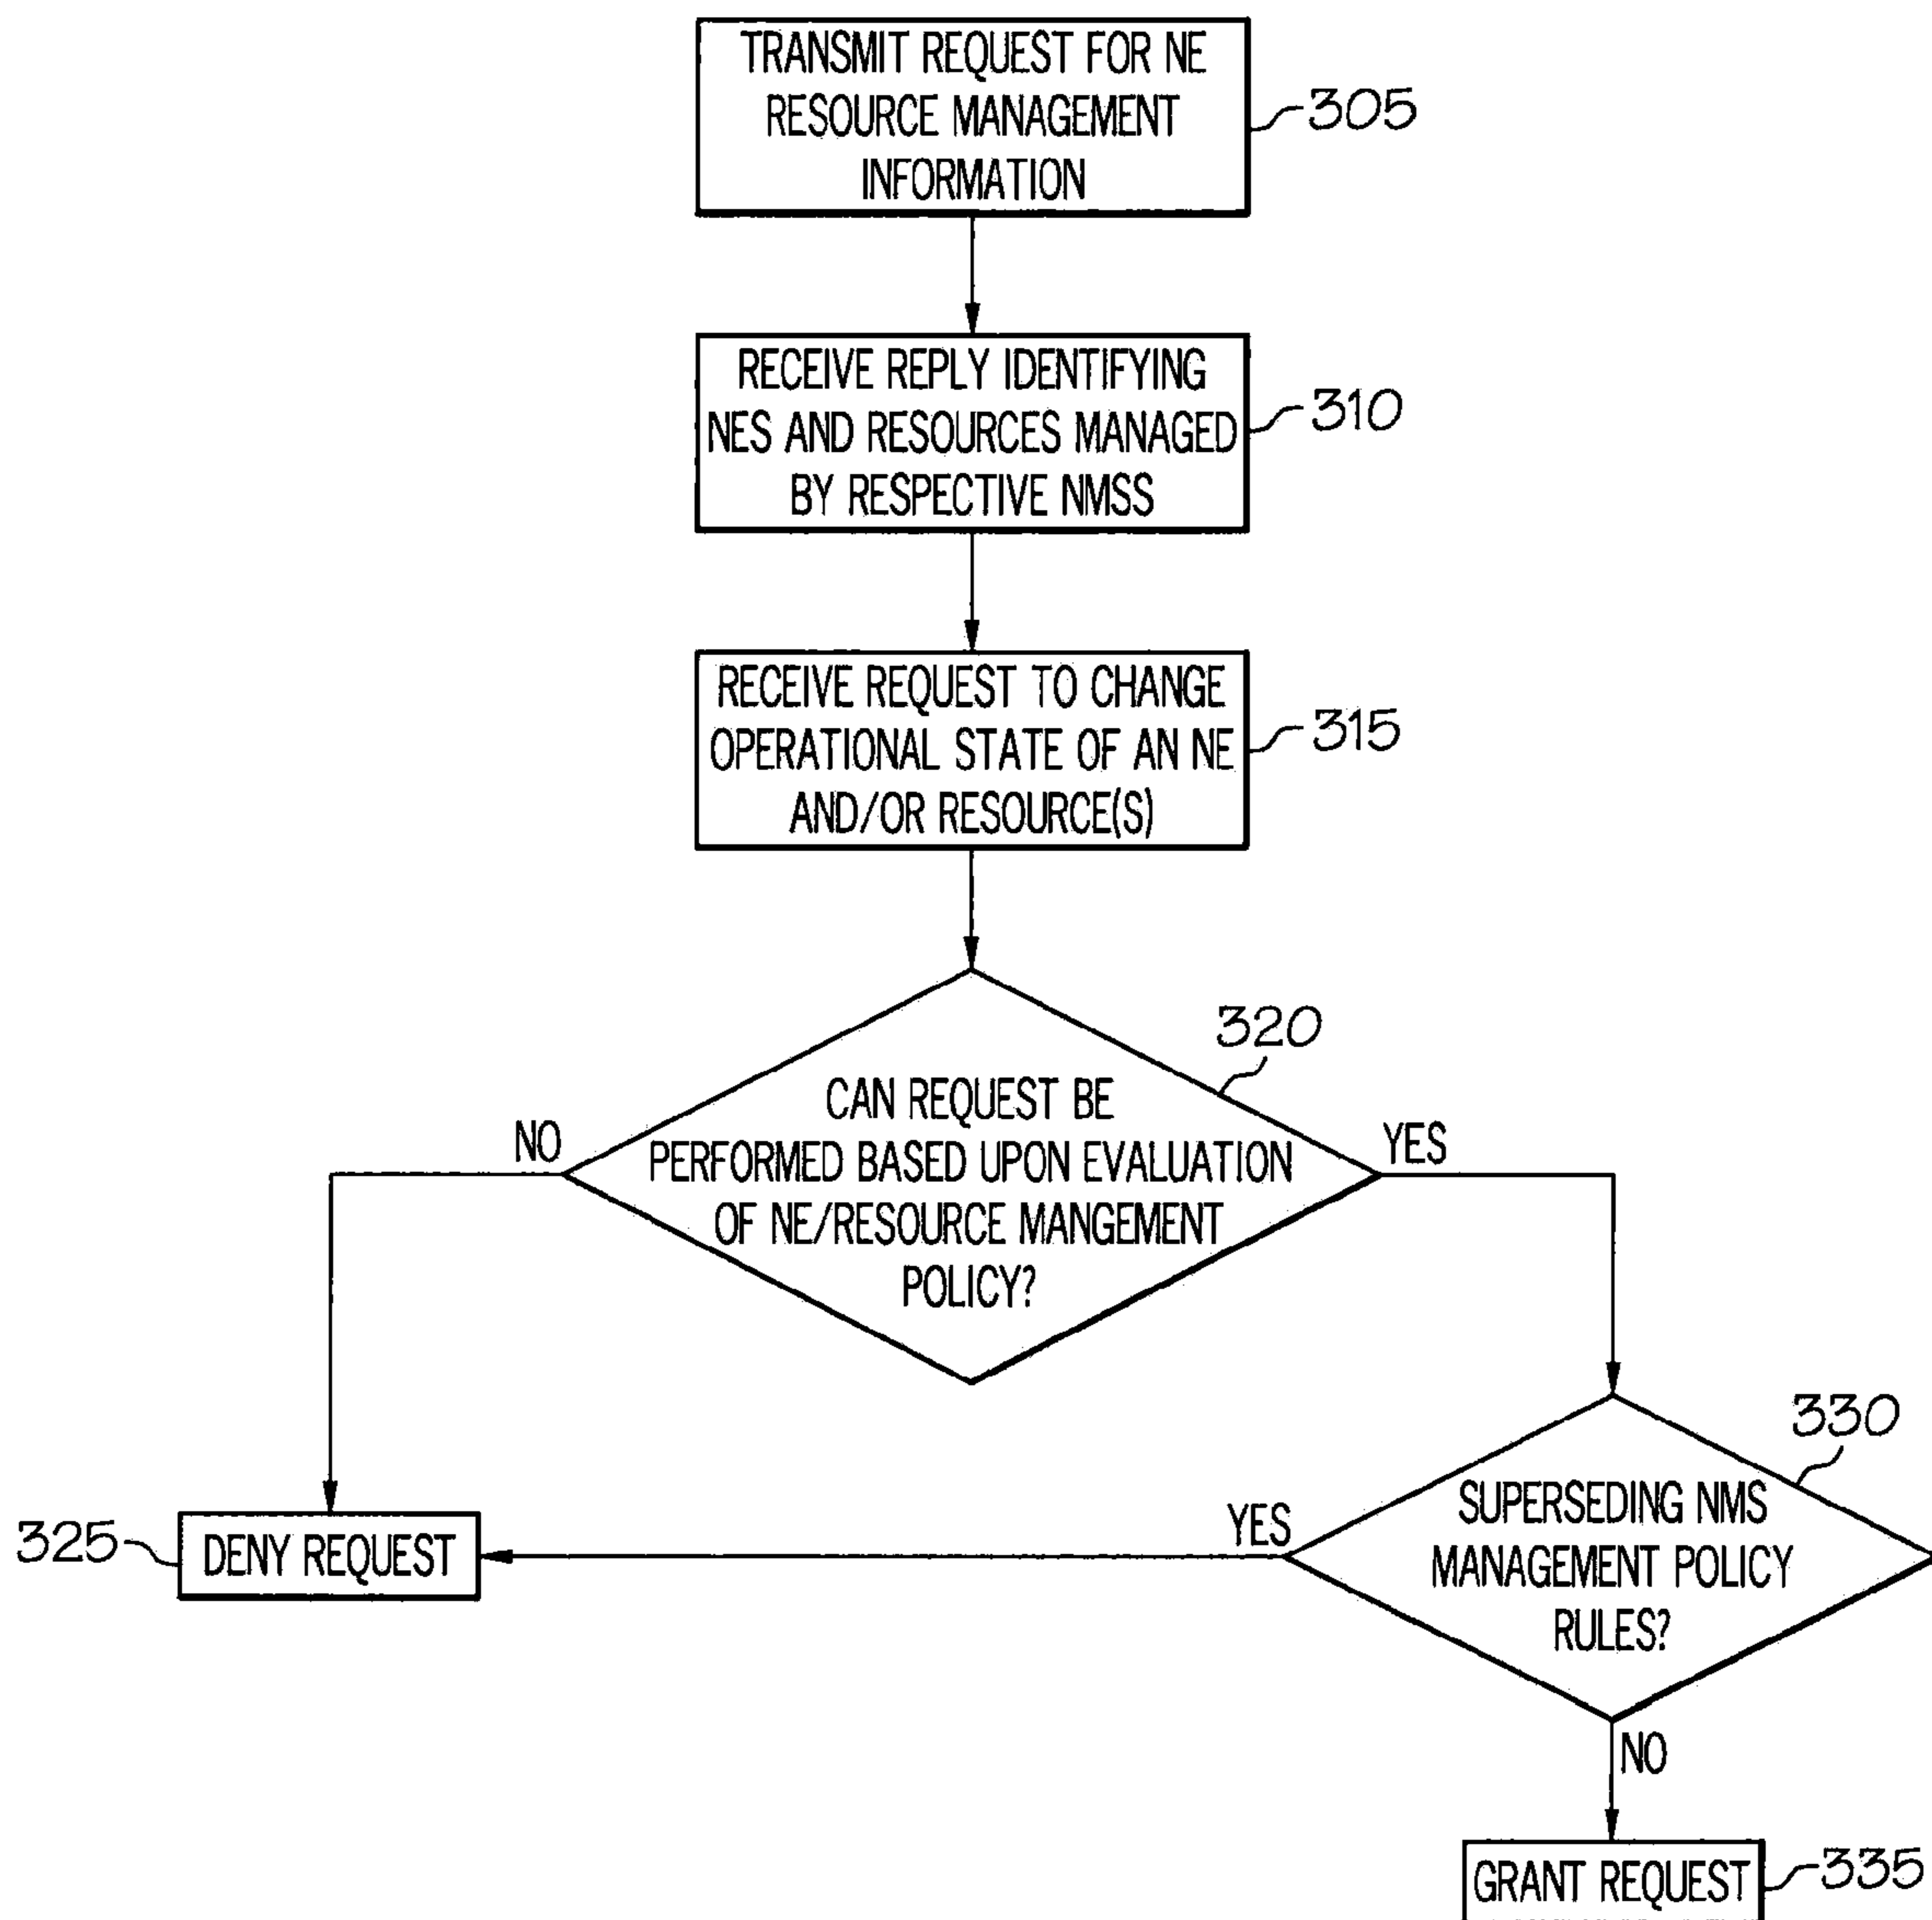 TRANSMIT REQUEST FOR NE
RESOURCE MANAGEMENT
INFORMATION
305
RECEIVE REPLY IDENTIFYING
NES AND RESOURCES MANAGED
BY RESPECTIVE NMSS
310
RECEIVE REQUEST TO CHANGE
OPERATIONAL STATE OF AN NE
AND/OR RESOURCE(S)
315
320
CAN REQUEST BE
PERFORMED BASED UPON EVALUATION
OF NE/RESOURCE MANGEMENT
POLICY?
NO
YES
330
SUPERSEDING NMS
MANAGEMENT POLICY
RULES?
YES
325
DENY REQUEST
NO
GRANT REQUEST
335